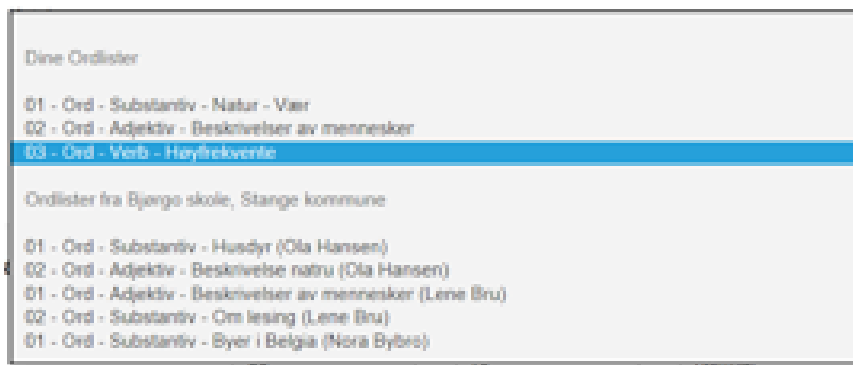 Dine Ordlister
01 - Ord - Substantiv - Natur - Vær
02 - Ord - Adjektiv - Beskrivelser av mennesker
03 - Ord - Verb - Høyfrekvente
Ordlister fra Bjørgo skole, Stange kommune
01 - Ord - Substantiv - Husdyr (Ola Hansen)
02 - Ord - Adjektiv - Beskrivelse natru (Ola Hansen)
01 - Ord - Adjektiv - Beskrivelser av mennesker (Lene Bru)
02 - Ord - Substantiv - Om lesing (Lene Bru)
01 - Ord - Substantiv - Byer i Belgia (Nora Bybro)